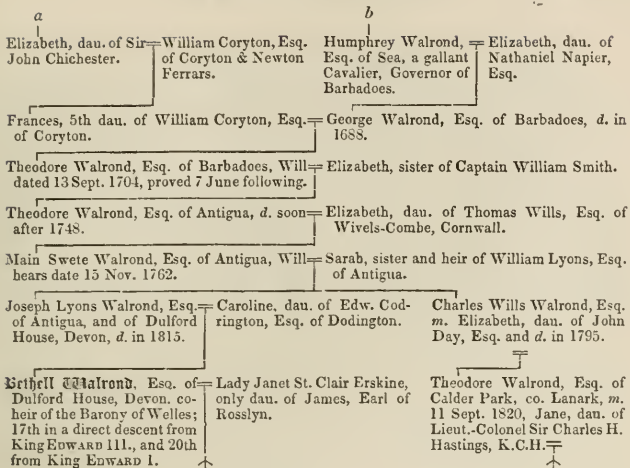 a
b
Elizabeth, dau. of Sir
John Chichester.
William Coryton, Esq.
of Coryton & Newton
Ferrars.
Humphrey Walrond,
Esq. of Sea, a gallant
Cavalier, Governor of
Barbadoes.
Elizabeth, dau. of
Nathaniel Napier,
Esq.
Frances, 5th dau. of William Coryton, Esq.
of Coryton.
George Walrond, Esq. of Barbadoes, d. in
1688.
Theodore Walrond, Esq. of Barbadoes, Will
dated 13 Sept. 1704, proved 7 June following.
Elizabeth, sister of Captain William Smith.
Theodore Walrond, Esq. of Antigua, d. soon
after 1748.
Elizabeth, dau. of Thomas Wills, Esq. of
Wivels-Combe, Cornwall.
Main Swete Walrond, Esq. of Antigua, Will
bears date 15 Nov. 1762.
Sarah, sister and heir of William Lyons, Esq.
of Antigua.
Joseph Lyons Walrond, Esq.
of Antigua, and of Dulford
House, Devon, d. in 1815.
Caroline, dau. of Edw. Cod-
rington, Esq. of Dodington.
Charles Wills Walrond, Esq.
m. Elizabeth, dau. of John
Day, Esq. and d. in 1795.
Bethell Walrond, Esq. of
Dulford House, Devon, co-
heir of the Barony of Welles;
17th in a direct descent from
King EDWARD III., and 20th
from King EDWARD I.
Lady Janet St. Clair Erskine,
only dau. of James, Earl of
Rosslyn.
Theodore Walrond, Esq. of
Calder Park, co. Lanark, m.
11 Sept. 1820, Jane, dau. of
Lieut.-Colonel Sir Charles H.
Hastings, K.C.H.